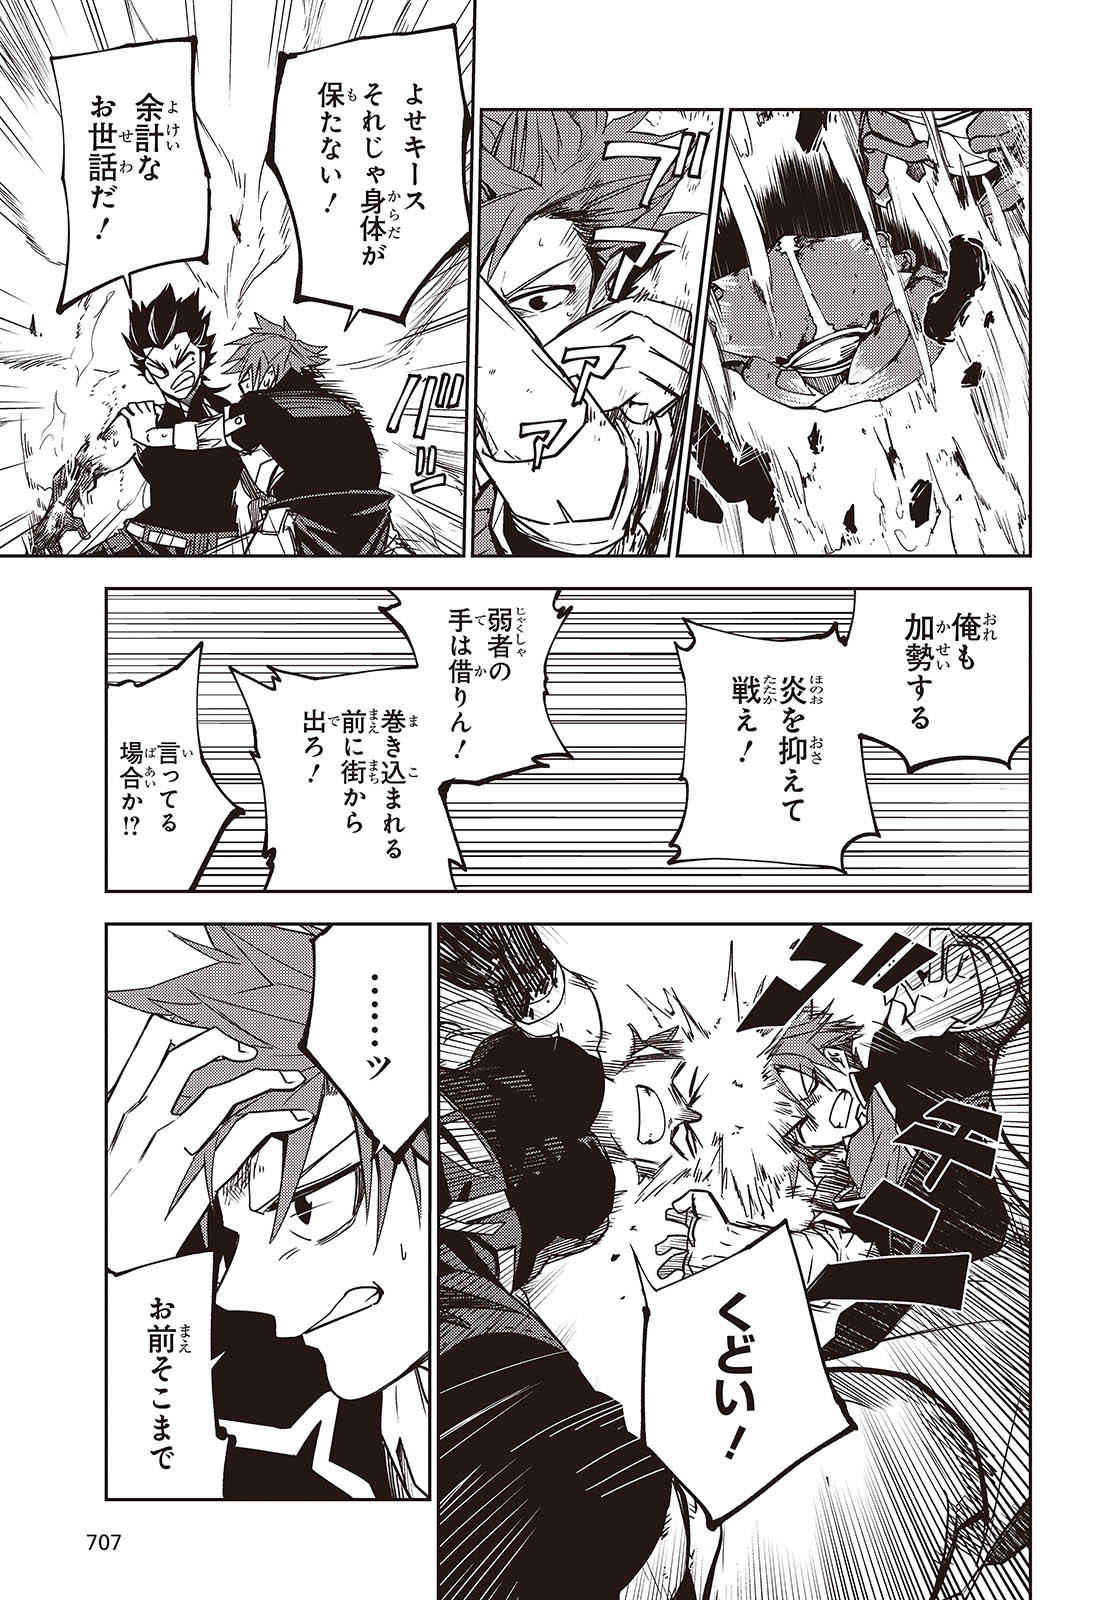 ブブブ
ファァァ
よせキース
それじゃ身体が
保たない！
余計な
お世話だ！
ググッ
俺も
加勢する
炎を抑えて
戦え！
弱者の
手は借りん！
巻き込まれる
前に街から
出ろ！
言ってる
場合か!?
ゴッ
くどい！
………ッ
お前そこまで
707